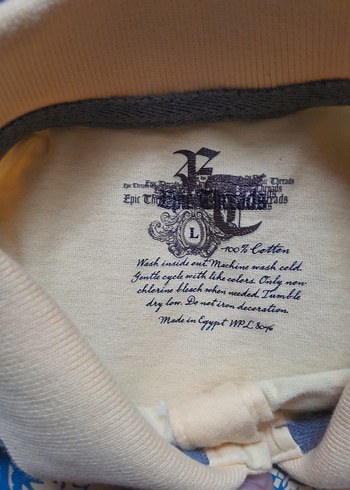 Epic Threads
L
100% Cotton
Wash inside out Machine wash cold.
Gentle cycle with like colors. Only non-
chlorine bleach when needed. Tumble
dry low. Do not iron decoration.
Made in Egypt WPL 8096